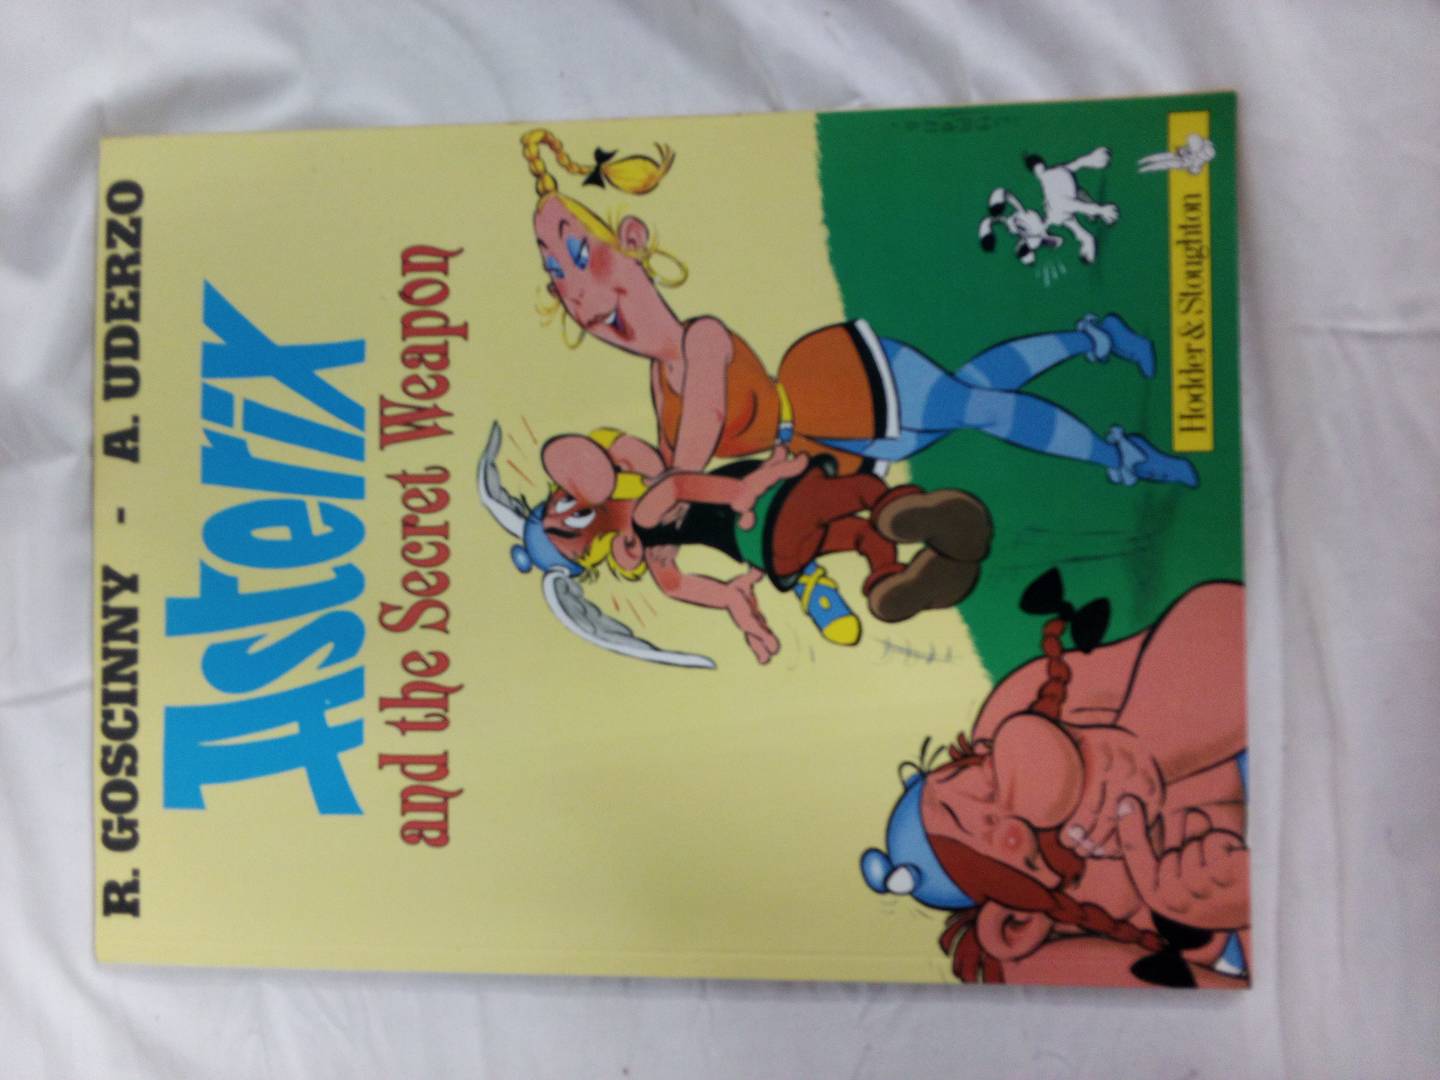 R. GOSCINNY - A. UDERZO
Asterix
and the Secret Weapon
Hodder & Stoughton